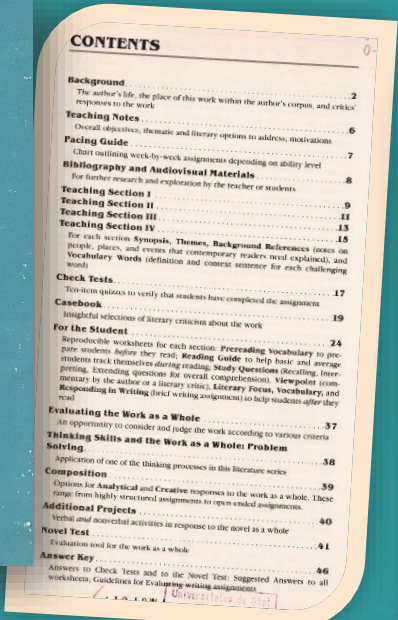 CONTENTS
Background ........ 2
The author's life, the place of this work within the author's corpus, and critics'
responses to the work
Teaching Notes ........ 6
Overall objectives, thematic and literary options to address, motivations
Pacing Guide ........ 7
Chart outlining week-by-week assignments depending on ability level
Bibliography and Audiovisual Materials ........ 8
For further research and exploration by the teacher or students
Teaching Section I ........ 9
Teaching Section II ........ 11
Teaching Section III ........ 13
Teaching Section IV ........ 15
For each section Synopsis, Themes, Background References (notes on
people, places, and events that contemporary readers need explained), and
Vocabulary Words (definition and context sentence for each challenging
word)
Check Tests ........ 17
Ten-item quizzes to verify that students have completed the assignment
Casebook ........ 19
Insightful selections of literary criticism about the work
For the Student ........ 24
Reproducible worksheets for each section: Prereading Vocabulary to pre-
pare students before they read; Reading Guide to help basic and average
students track themselves during reading; Study Questions (Recalling, Inter-
preting, Extending questions for overall comprehension), Viewpoint (com-
mentary by the author or a literary critic), Literary Focus, Vocabulary, and
Responding in Writing (brief writing assignment) to help students after they
read
Evaluating the Work as a Whole ........ 37
An opportunity to consider and judge the work according to various criteria
Thinking Skills and the Work as a Whole: Problem
Solving ........ 38
Application of one of the thinking processes in this literature series
Composition ........ 39
Options for Analytical and Creative responses to the work as a whole. These
range from highly structured assignments to open-ended assignments.
Additional Projects ........ 40
Verbal and nonverbal activities in response to the novel as a whole
Novel Test ........ 41
Evaluation tool for the work as a whole
Answer Key ........ 46
Answers to Check Tests and to the Novel Test; Suggested Answers to all
worksheets; Guidelines for Evaluating writing assignments